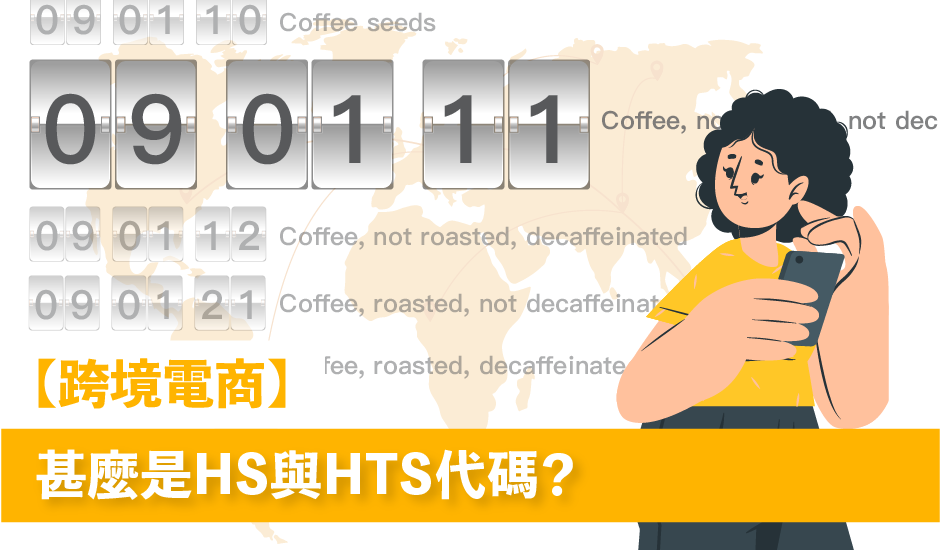 09 01 10 Coffee seeds
09 01 11 Coffee, no not dec
09 01 12 Coffee, not roasted, decaffeinated
09 01 21 Coffee, roasted, not decaffeinat
fee, roasted, decaffeinate
【跨境電商】
甚麼是HS與HTS代碼？